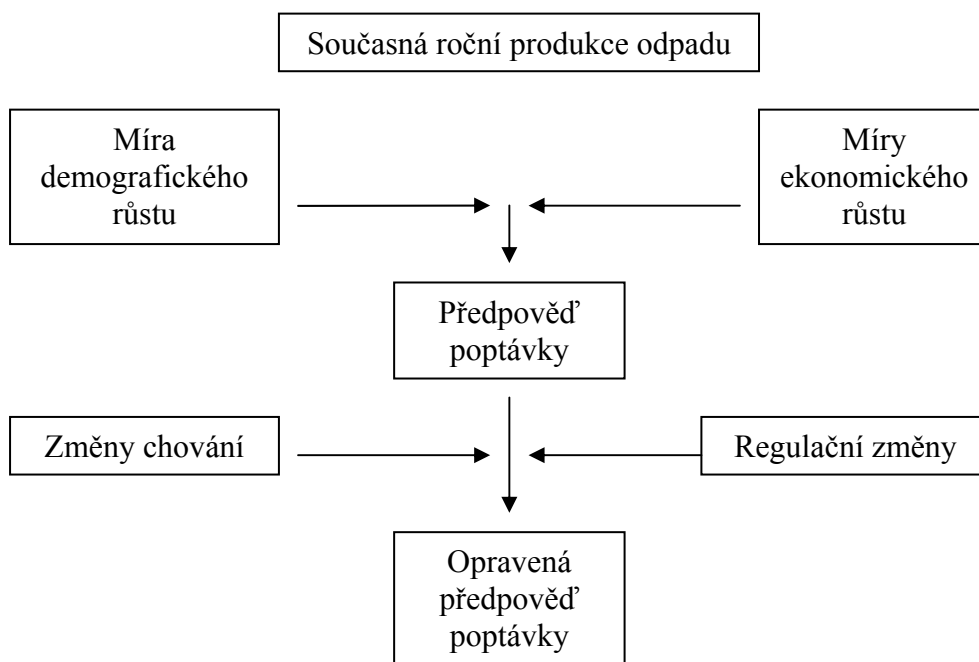 Současná roční produkce odpadu
Míra
demografického
růstu
Míry
ekonomického
růstu
Předpověď
poptávky
Změny chování
Regulační změny
Opravená
předpověď
poptávky